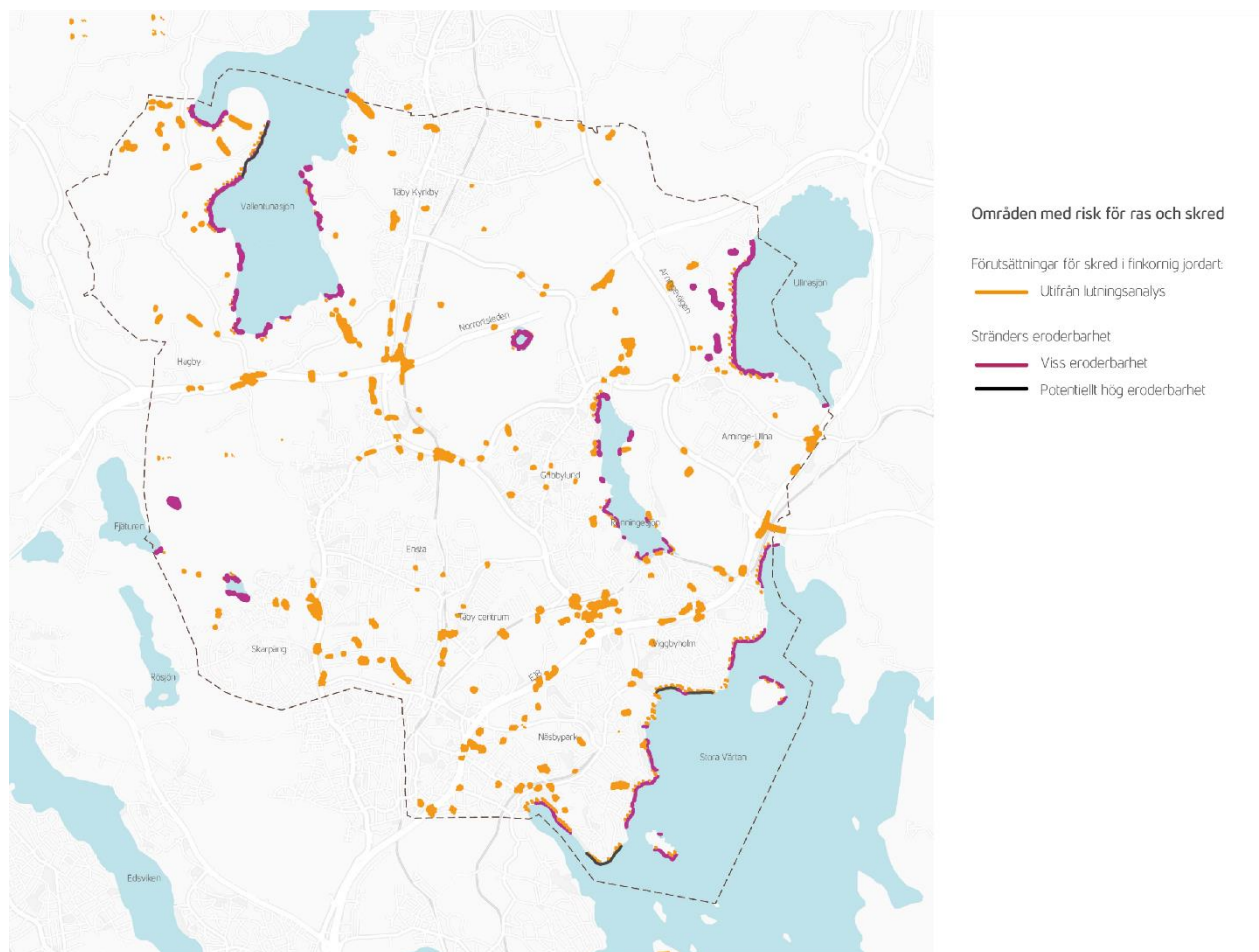 Områden med risk för ras och skred
Förutsättningar för skred i finkornig jordart:
Utifrån lutningsanalys
Stränders eroderbarhet
Viss eroderbarhet
Potentiellt hög eroderbarhet
Täby Kyrkby
Vallentunasjön
Ullnasjön
Arningevägen
Norrortsleden
Hagby
Arninge-Ullna
Gribbylund
Rönningesjön
Fjäturen
Ensta
Täby centrum
Viggbyholm
Skarpäng
Rösjön
E18
Näsbypark
Stora Värtan
Edsviken